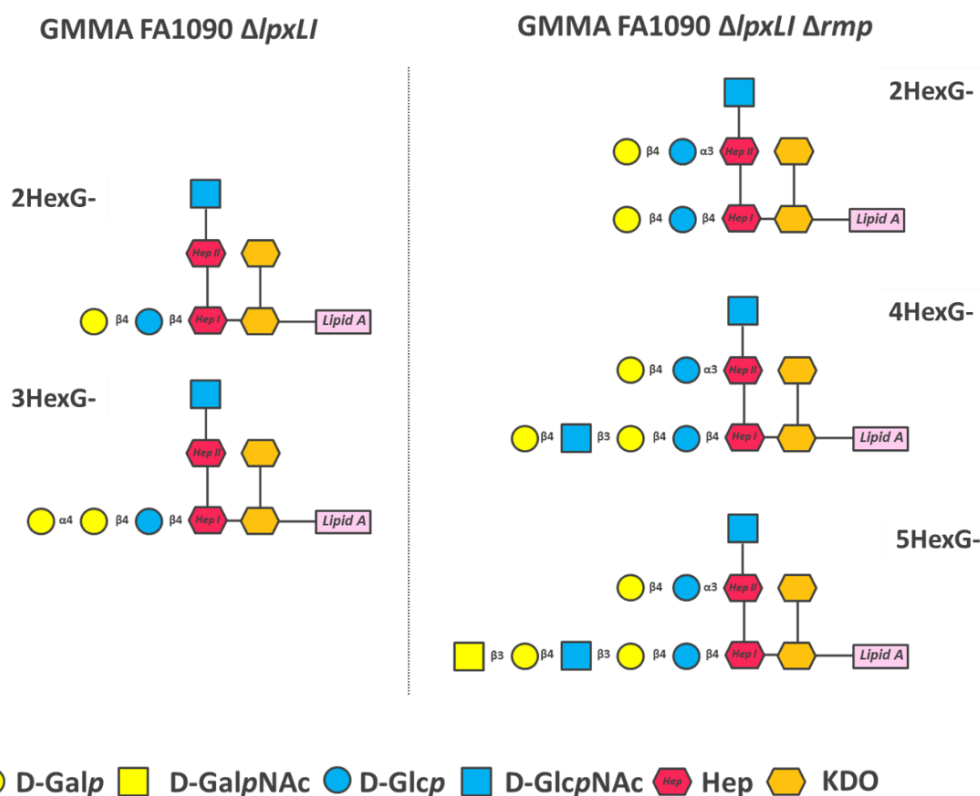 GMMA FA1090 ΔlpxLI
2HexG-
Hep II
β4 β4 Hep I Lipid A
3HexG-
Hep II
α4 β4 β4 Hep I Lipid A
GMMA FA1090 ΔlpxLI Δrmp
2HexG-
β4 α3 Hep II
β4 β4 Hep I Lipid A
4HexG-
β4 α3 Hep II
β4 β3 β4 β4 Hep I Lipid A
5HexG-
β4 α3 Hep II
β3 β4 β3 β4 β4 Hep I Lipid A
D-Galp D-GalpNAc D-Glcp D-GlcpNAc Hep Hep KDO